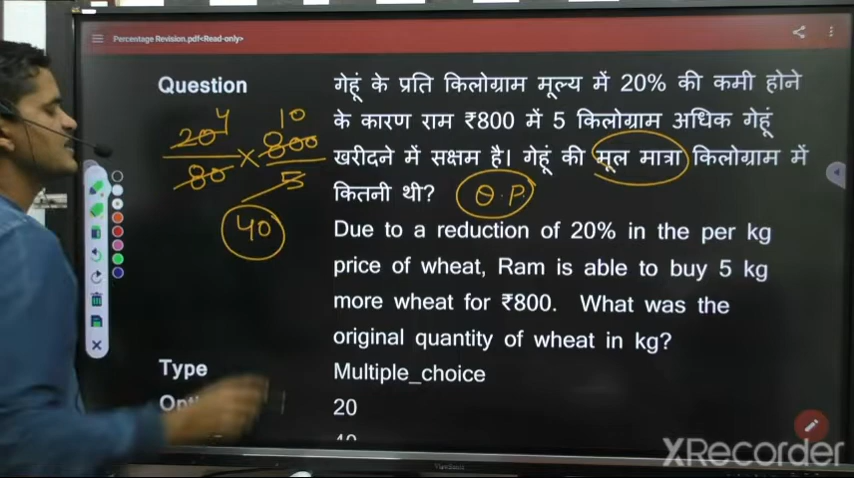 Percentage Revision.pdf<Read-only>
Question
गेहूं के प्रति किलोग्राम मूल्य में 20% की कमी होने
के कारण राम ₹800 में 5 किलोग्राम अधिक गेहूं
खरीदने में सक्षम है। गेहूं की मूल मात्रा किलोग्राम में
कितनी थी?
Due to a reduction of 20% in the per kg
price of wheat, Ram is able to buy 5 kg
more wheat for ₹800. What was the
original quantity of wheat in kg?
4 10
20 × 800
80 5
40
O.P.
Type
Multiple_choice
20
40
XRecorder
ViewSonic